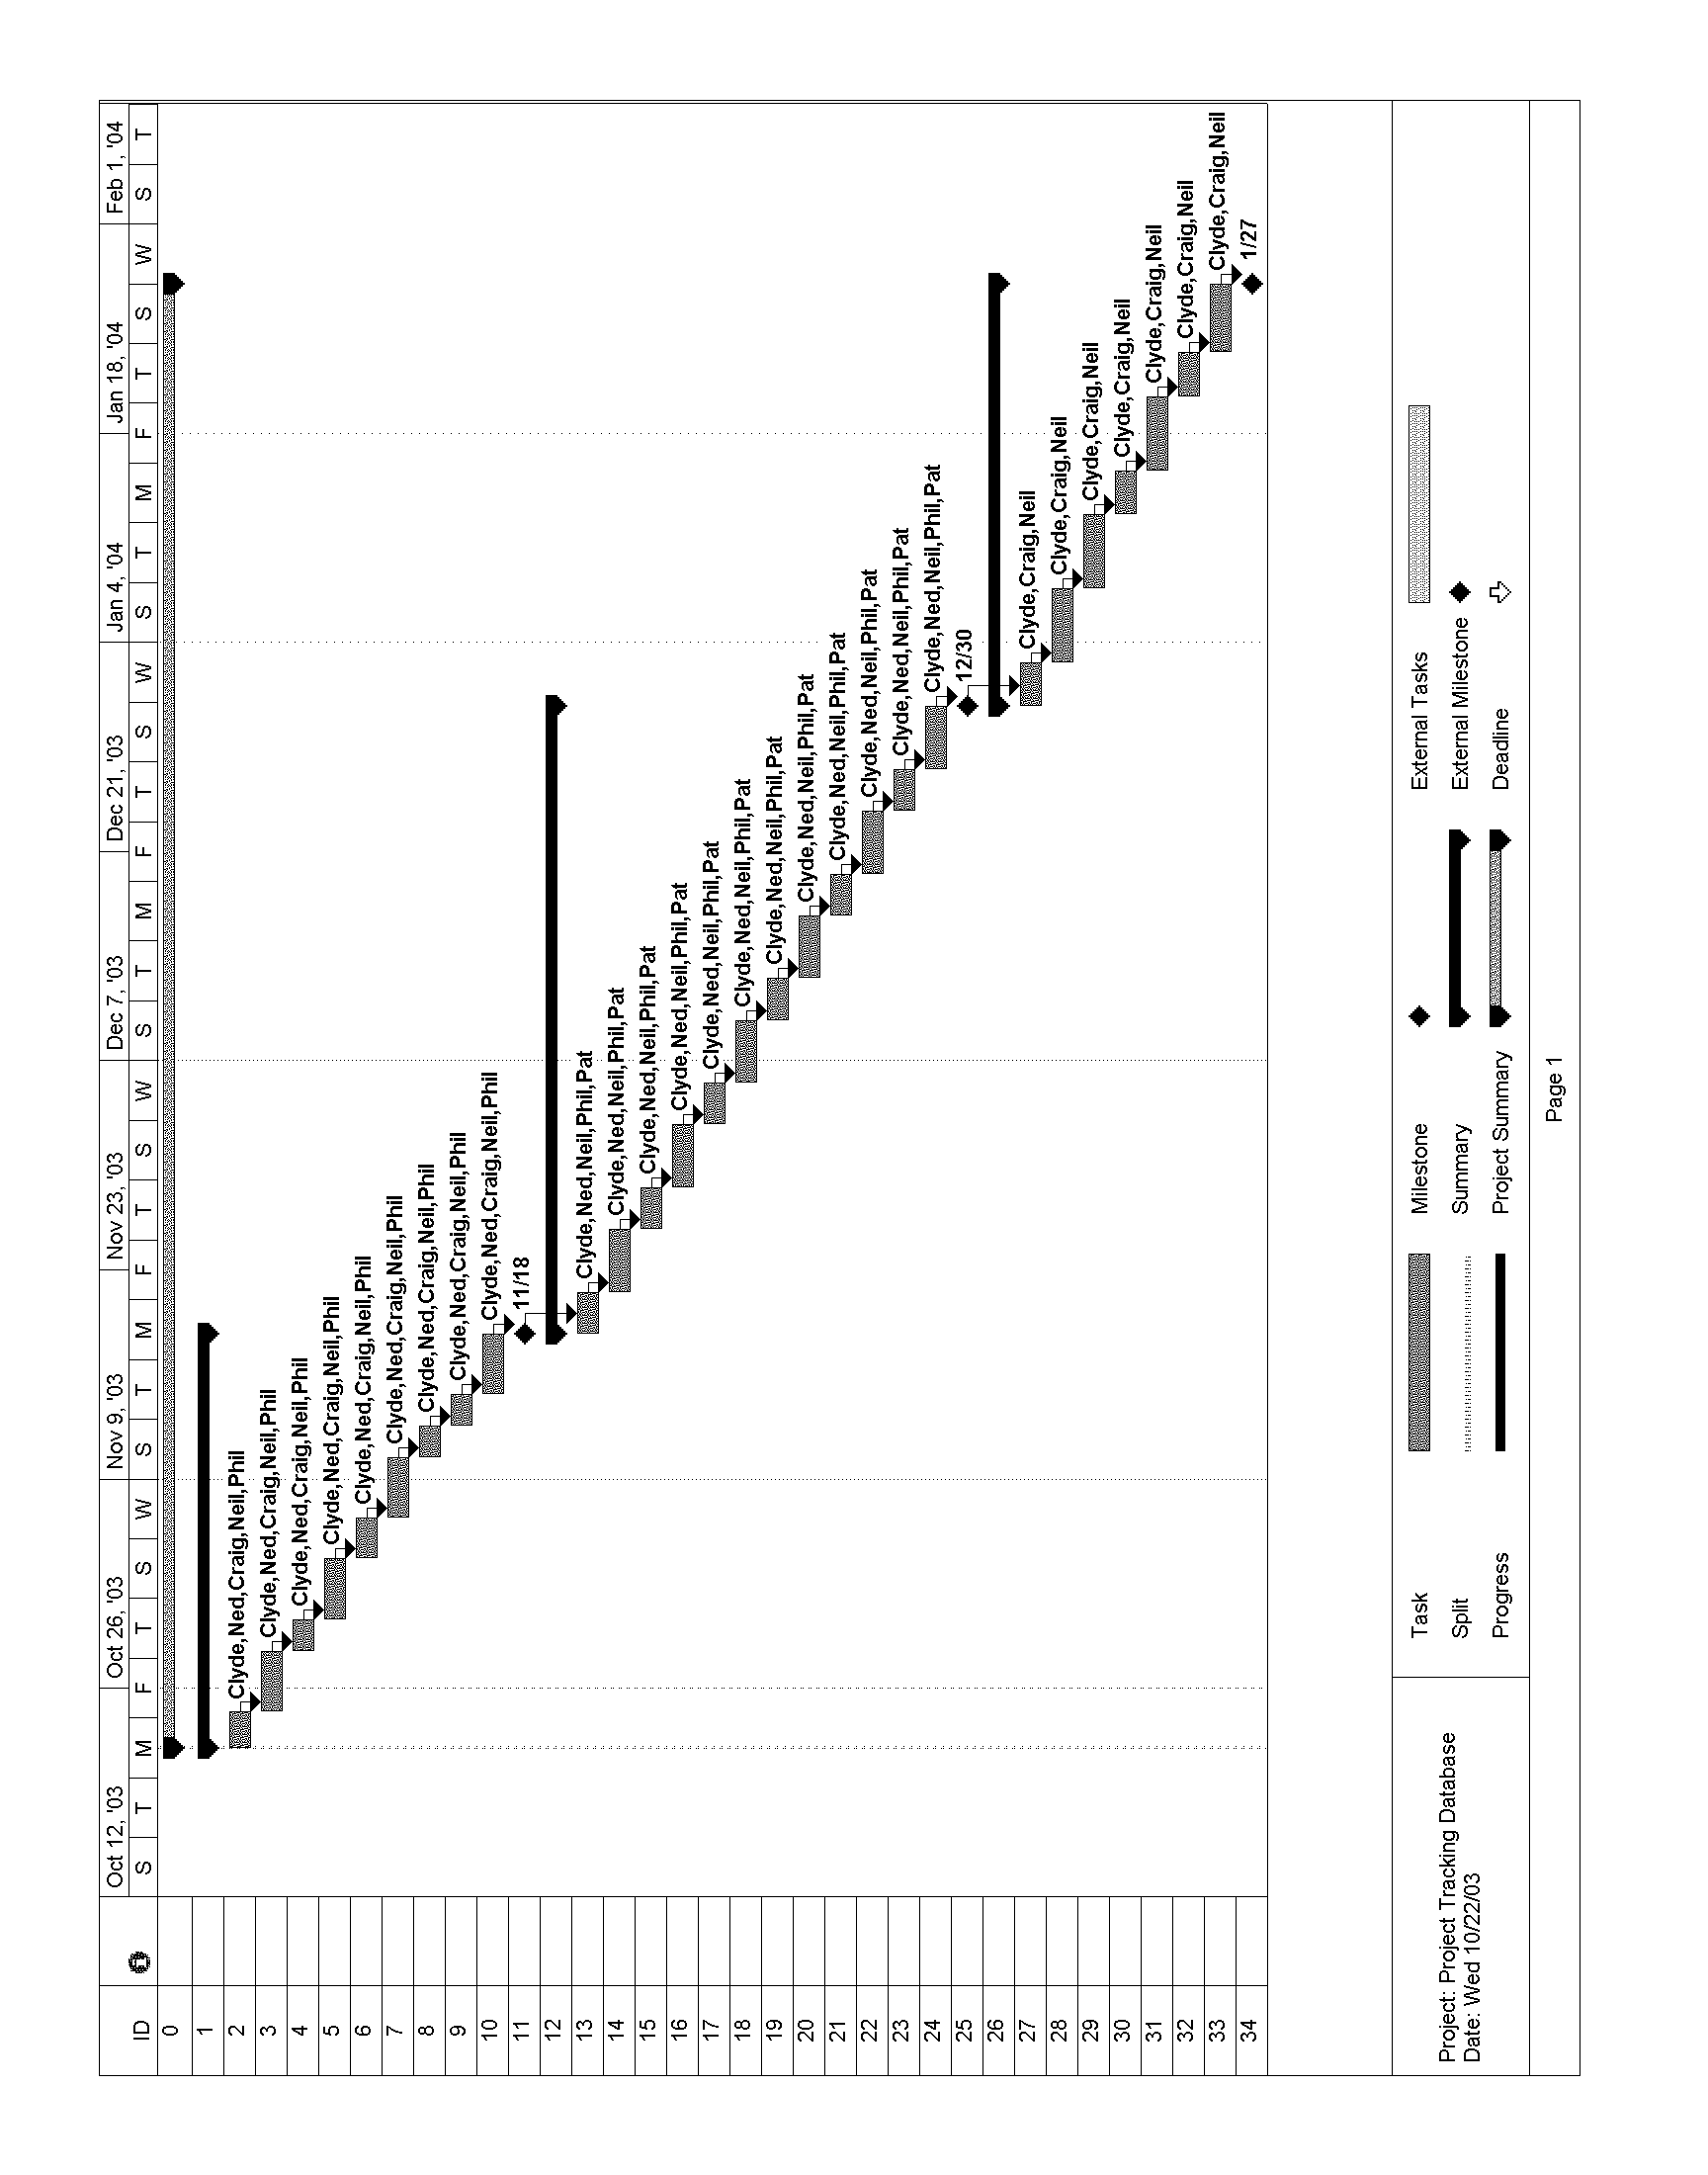 ID
Oct 12, '03 Oct 26, '03 Nov 9, '03 Nov 23, '03 Dec 7, '03 Dec 21, '03 Jan 4, '04 Jan 18, '04 Feb 1, '04
S T M F T S W S T M F T S W S T M F T S W S T M F T S W S T
0
1
2 Clyde,Ned,Craig,Neil,Phil
3 Clyde,Ned,Craig,Neil,Phil
4 Clyde,Ned,Craig,Neil,Phil
5 Clyde,Ned,Craig,Neil,Phil
6 Clyde,Ned,Craig,Neil,Phil
7 Clyde,Ned,Craig,Neil,Phil
8 Clyde,Ned,Craig,Neil,Phil
9 Clyde,Ned,Craig,Neil,Phil
10 Clyde,Ned,Craig,Neil,Phil
11 11/18
12
13 Clyde,Ned,Neil,Phil,Pat
14 Clyde,Ned,Neil,Phil,Pat
15 Clyde,Ned,Neil,Phil,Pat
16 Clyde,Ned,Neil,Phil,Pat
17 Clyde,Ned,Neil,Phil,Pat
18 Clyde,Ned,Neil,Phil,Pat
19 Clyde,Ned,Neil,Phil,Pat
20 Clyde,Ned,Neil,Phil,Pat
21 Clyde,Ned,Neil,Phil,Pat
22 Clyde,Ned,Neil,Phil,Pat
23 Clyde,Ned,Neil,Phil,Pat
24 Clyde,Ned,Neil,Phil,Pat
25 12/30
26
27 Clyde,Craig,Neil
28 Clyde,Craig,Neil
29 Clyde,Craig,Neil
30 Clyde,Craig,Neil
31 Clyde,Craig,Neil
32 Clyde,Craig,Neil
33 Clyde,Craig,Neil
34 1/27
Project: Project Tracking Database
Date: Wed 10/22/03
Task Milestone External Tasks
Split Summary External Milestone
Progress Project Summary Deadline
Page 1